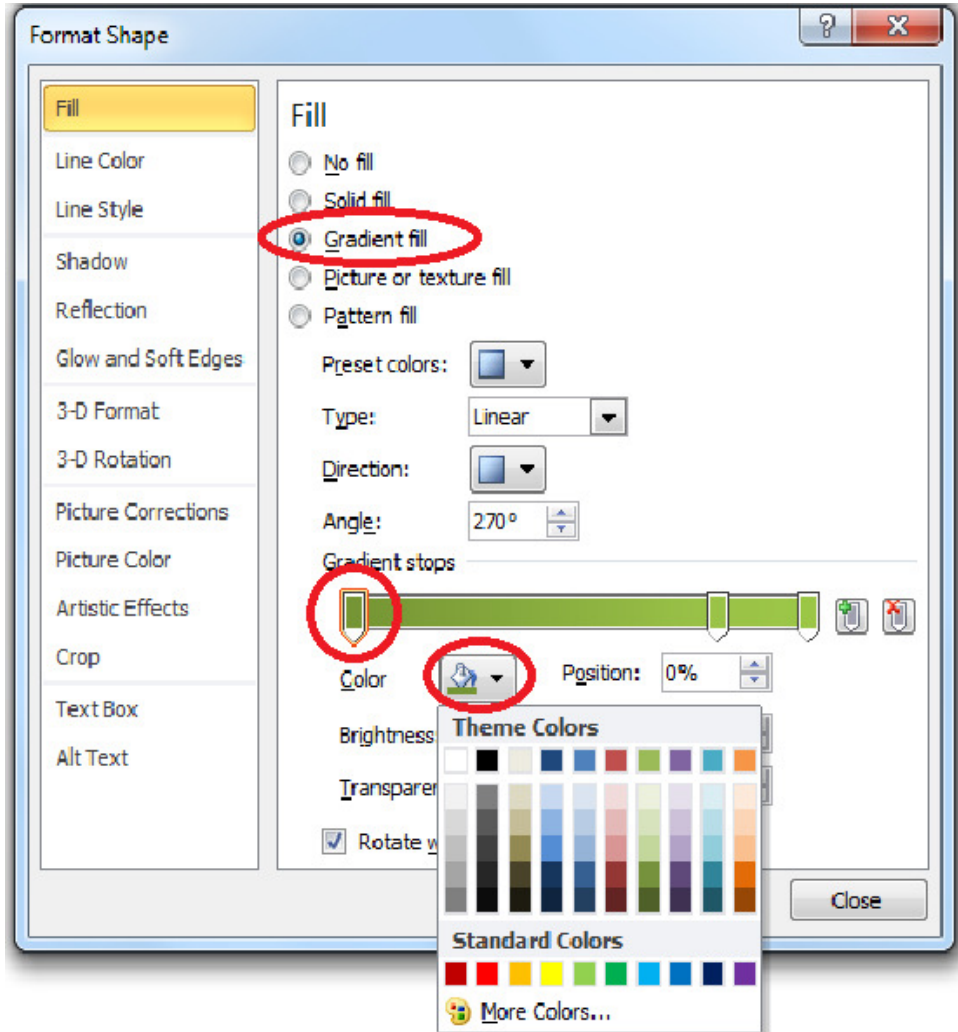 Format Shape
Fill
Line Color
Line Style
Shadow
Reflection
Glow and Soft Edges
3-D Format
3-D Rotation
Picture Corrections
Picture Color
Artistic Effects
Crop
Text Box
Alt Text
Fill
No fill
Solid fill
Gradient fill
Picture or texture fill
Pattern fill
Preset colors:
Type: Linear
Direction:
Angle: 270°
Gradient stops
Color Position: 0%
Brightness
Transparen
Rotate w
Theme Colors
Standard Colors
More Colors...
Close